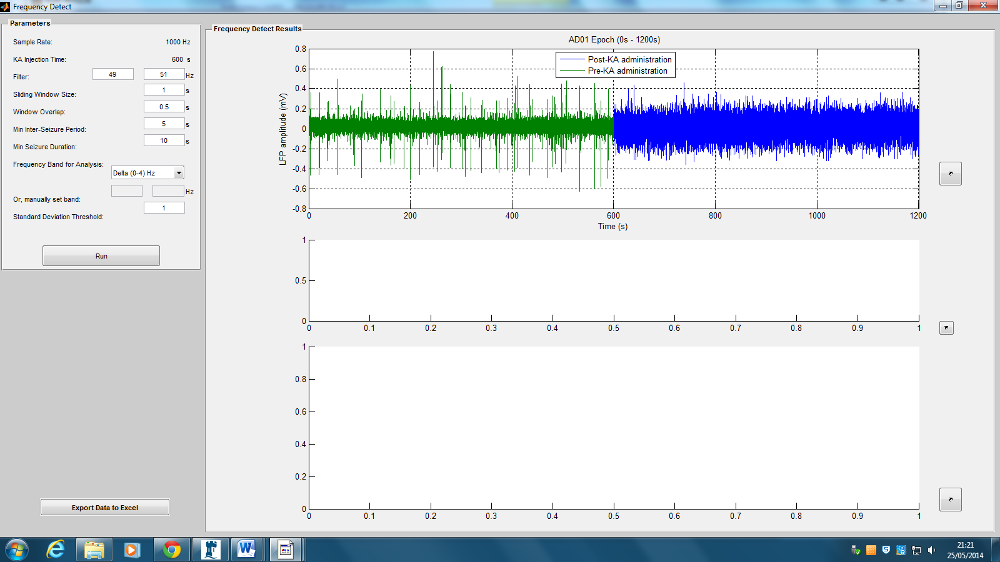 Frequency Detect
Parameters
Sample Rate: 1000 Hz
KA Injection Time: 600 s
Filter: 49 51 Hz
Sliding Window Size: 1 s
Window Overlap: 0.5 s
Min Inter-Seizure Period: 5 s
Min Seizure Duration: 10 s
Frequency Band for Analysis: Delta (0-4) Hz
Or, manually set band: Hz
Standard Deviation Threshold: 1
Run
Export Data to Excel
Frequency Detect Results
AD01 Epoch (0s - 1200s)
Post-KA administration
Pre-KA administration
LFP amplitude (mV)
0.8
0.6
0.4
0.2
0
-0.2
-0.4
-0.6
-0.8
0 200 400 600 800 1000 1200
Time (s)
1
0.5
0
0 0.1 0.2 0.3 0.4 0.5 0.6 0.7 0.8 0.9 1
1
0.8
0.6
0.4
0.2
0
0 0.1 0.2 0.3 0.4 0.5 0.6 0.7 0.8 0.9 1
21:21
25/05/2014